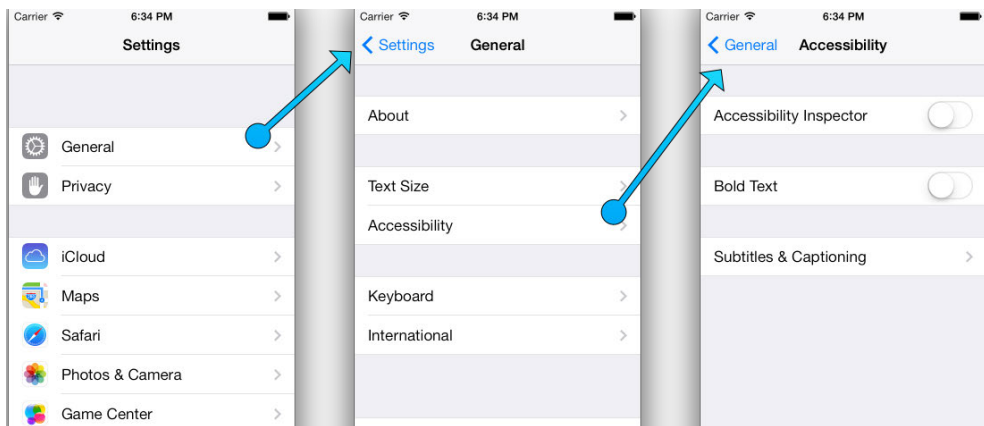 Carrier 6:34 PM
Settings
General
Privacy
iCloud
Maps
Safari
Photos & Camera
Game Center
Carrier 6:34 PM
Settings General
About
Text Size
Accessibility
Keyboard
International
Carrier 6:34 PM
General Accessibility
Accessibility Inspector
Bold Text
Subtitles & Captioning